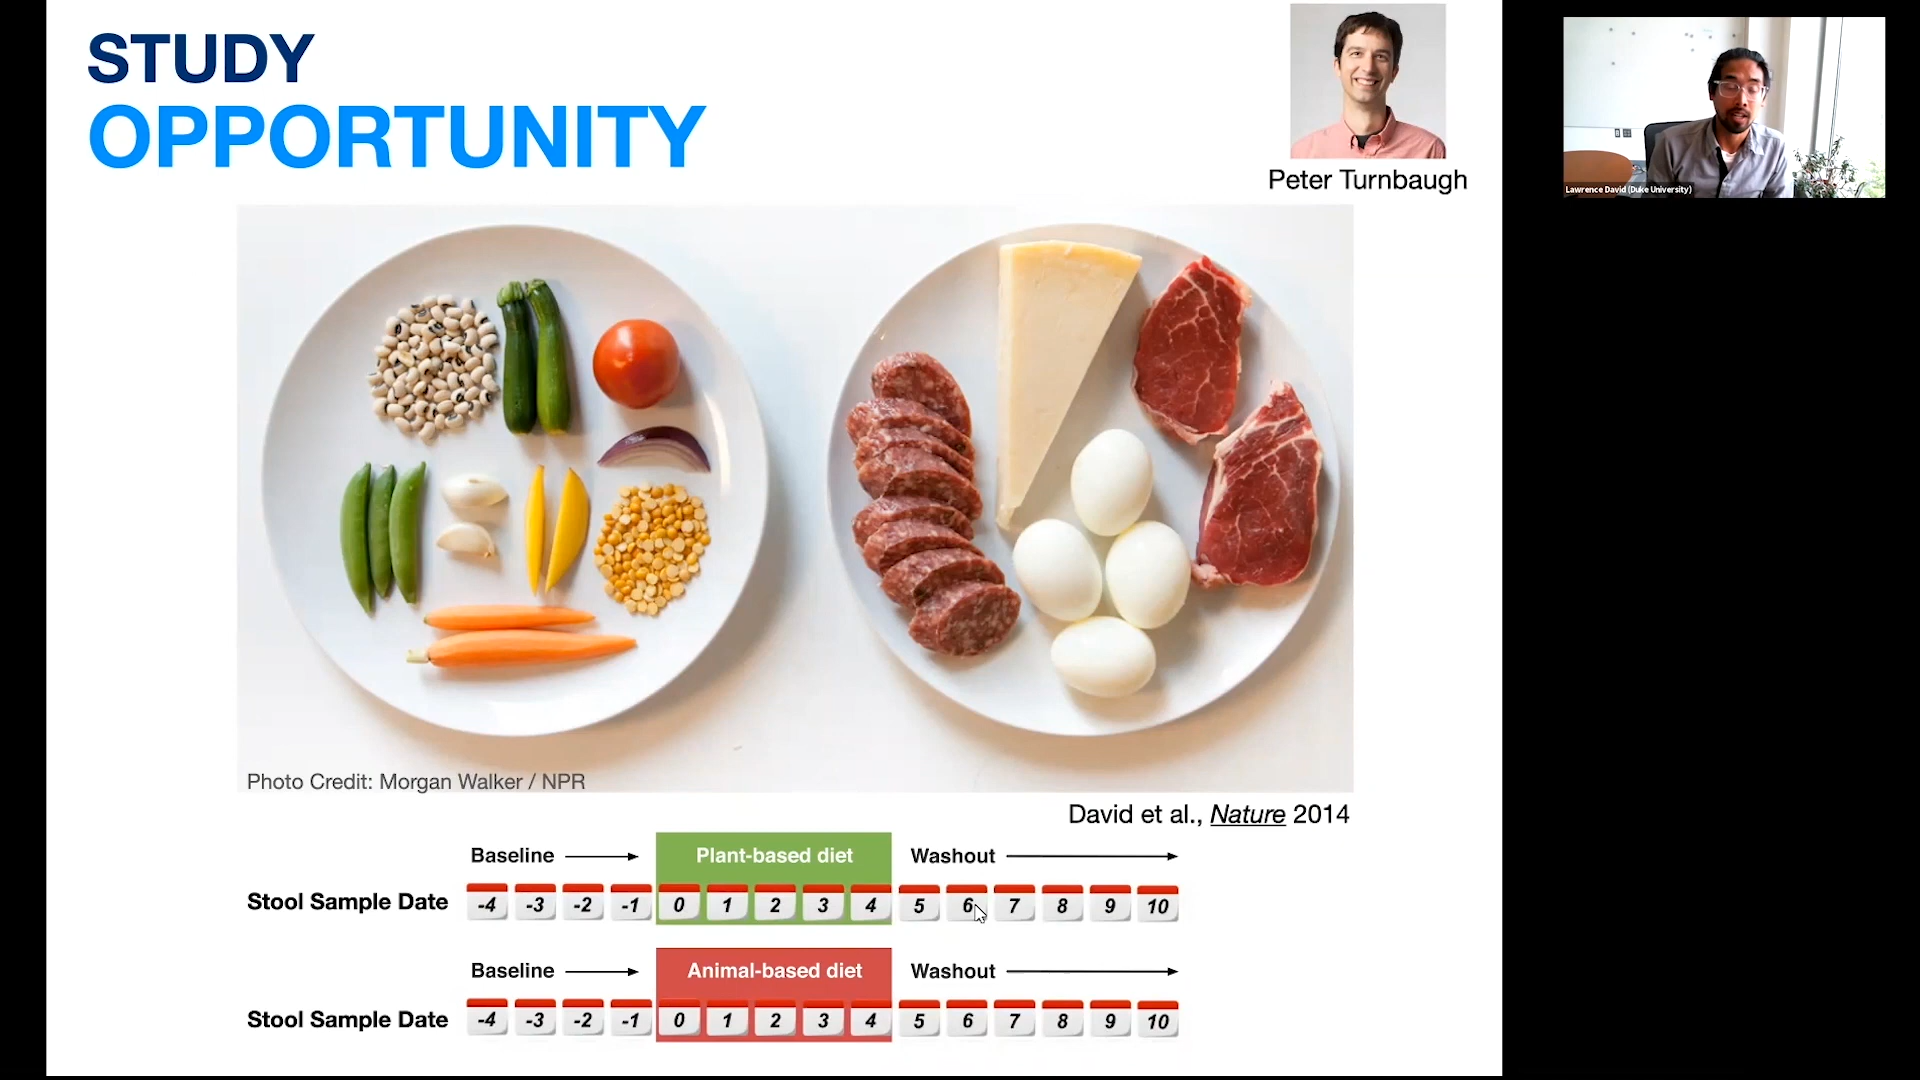 STUDY
OPPORTUNITY
Peter Turnbaugh
Lawrence David (Duke University)
Photo Credit: Morgan Walker / NPR
David et al., Nature 2014
Baseline Plant-based diet Washout
Stool Sample Date -4 -3 -2 -1 0 1 2 3 4 5 6 7 8 9 10
Baseline Animal-based diet Washout
Stool Sample Date -4 -3 -2 -1 0 1 2 3 4 5 6 7 8 9 10